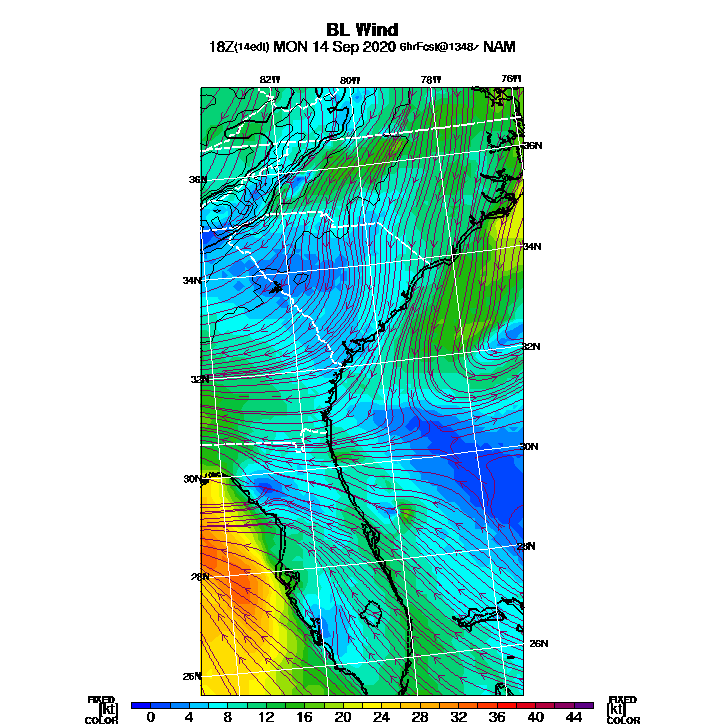 BL Wind
18Z(14edt) MON 14 Sep 2020 6hrFcst@1348z NAM
82W 80W 78W 76W
36N
36N
34N
34N
32N
32N
30N
30N
28N
28N
26N
26N
FIXED FIXED
[kt] [kt]
COLOR 0 4 8 12 16 20 24 28 32 36 40 44 COLOR